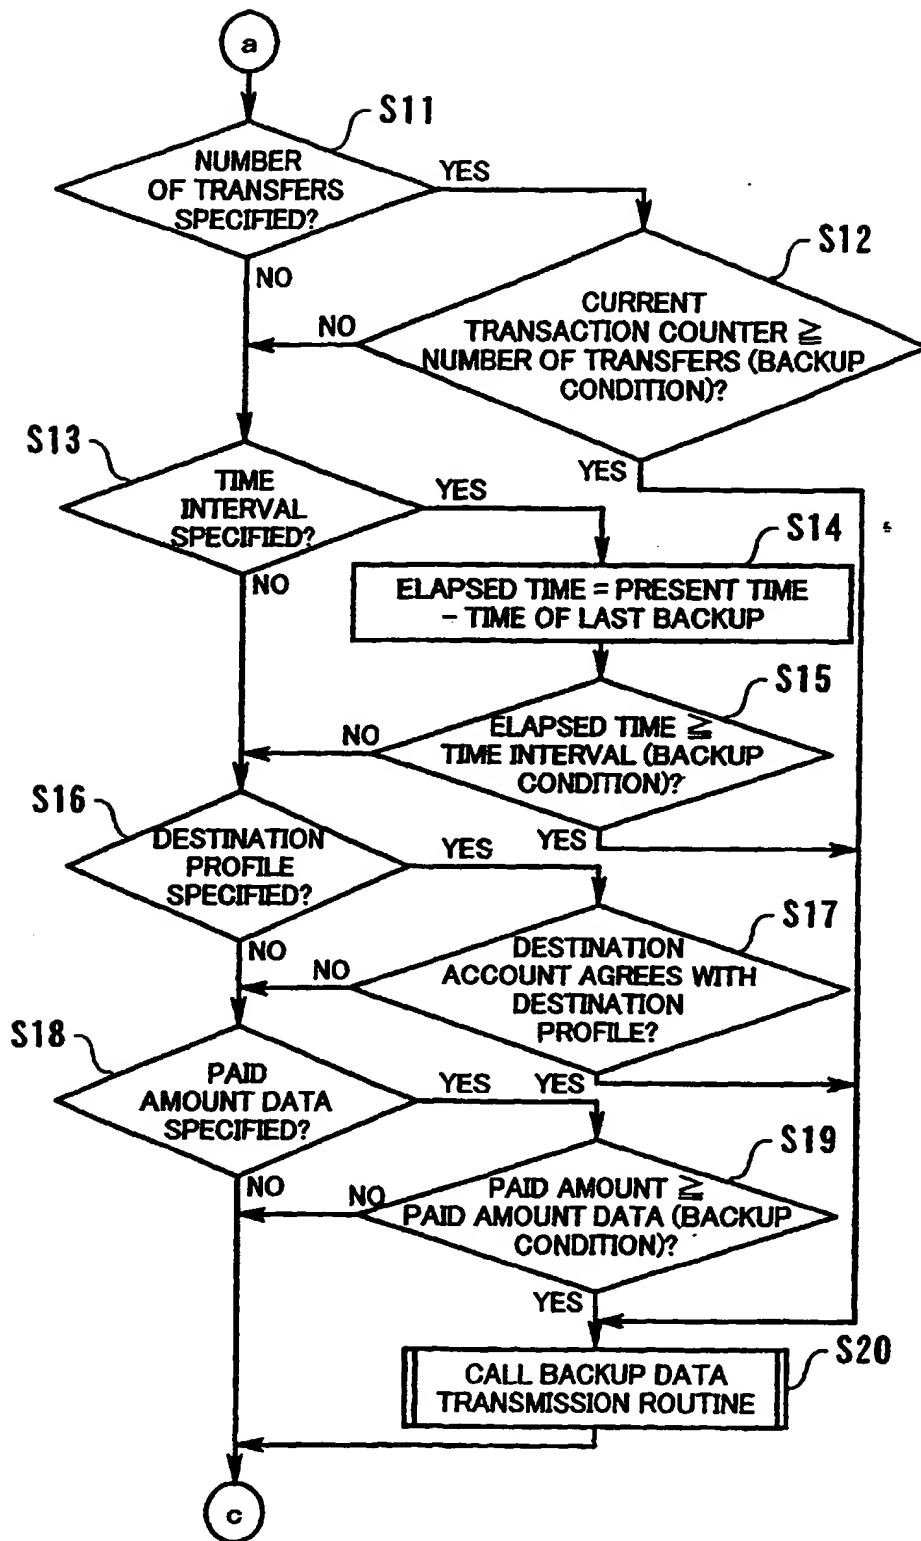 a
S11
NUMBER
OF TRANSFERS
SPECIFIED?
YES
NO
S12
CURRENT
TRANSACTION COUNTER ≧
NUMBER OF TRANSFERS (BACKUP
CONDITION)?
NO
YES
S13
TIME
INTERVAL
SPECIFIED?
YES
NO
S14
ELAPSED TIME = PRESENT TIME
– TIME OF LAST BACKUP
S15
ELAPSED TIME ≧
TIME INTERVAL (BACKUP
CONDITION)?
NO
YES
S16
DESTINATION
PROFILE
SPECIFIED?
YES
NO
S17
DESTINATION
ACCOUNT AGREES WITH
DESTINATION
PROFILE?
NO
YES
S18
PAID
AMOUNT DATA
SPECIFIED?
YES
NO
S19
PAID AMOUNT ≧
PAID AMOUNT DATA (BACKUP
CONDITION)?
NO
YES
S20
CALL BACKUP DATA
TRANSMISSION ROUTINE
c